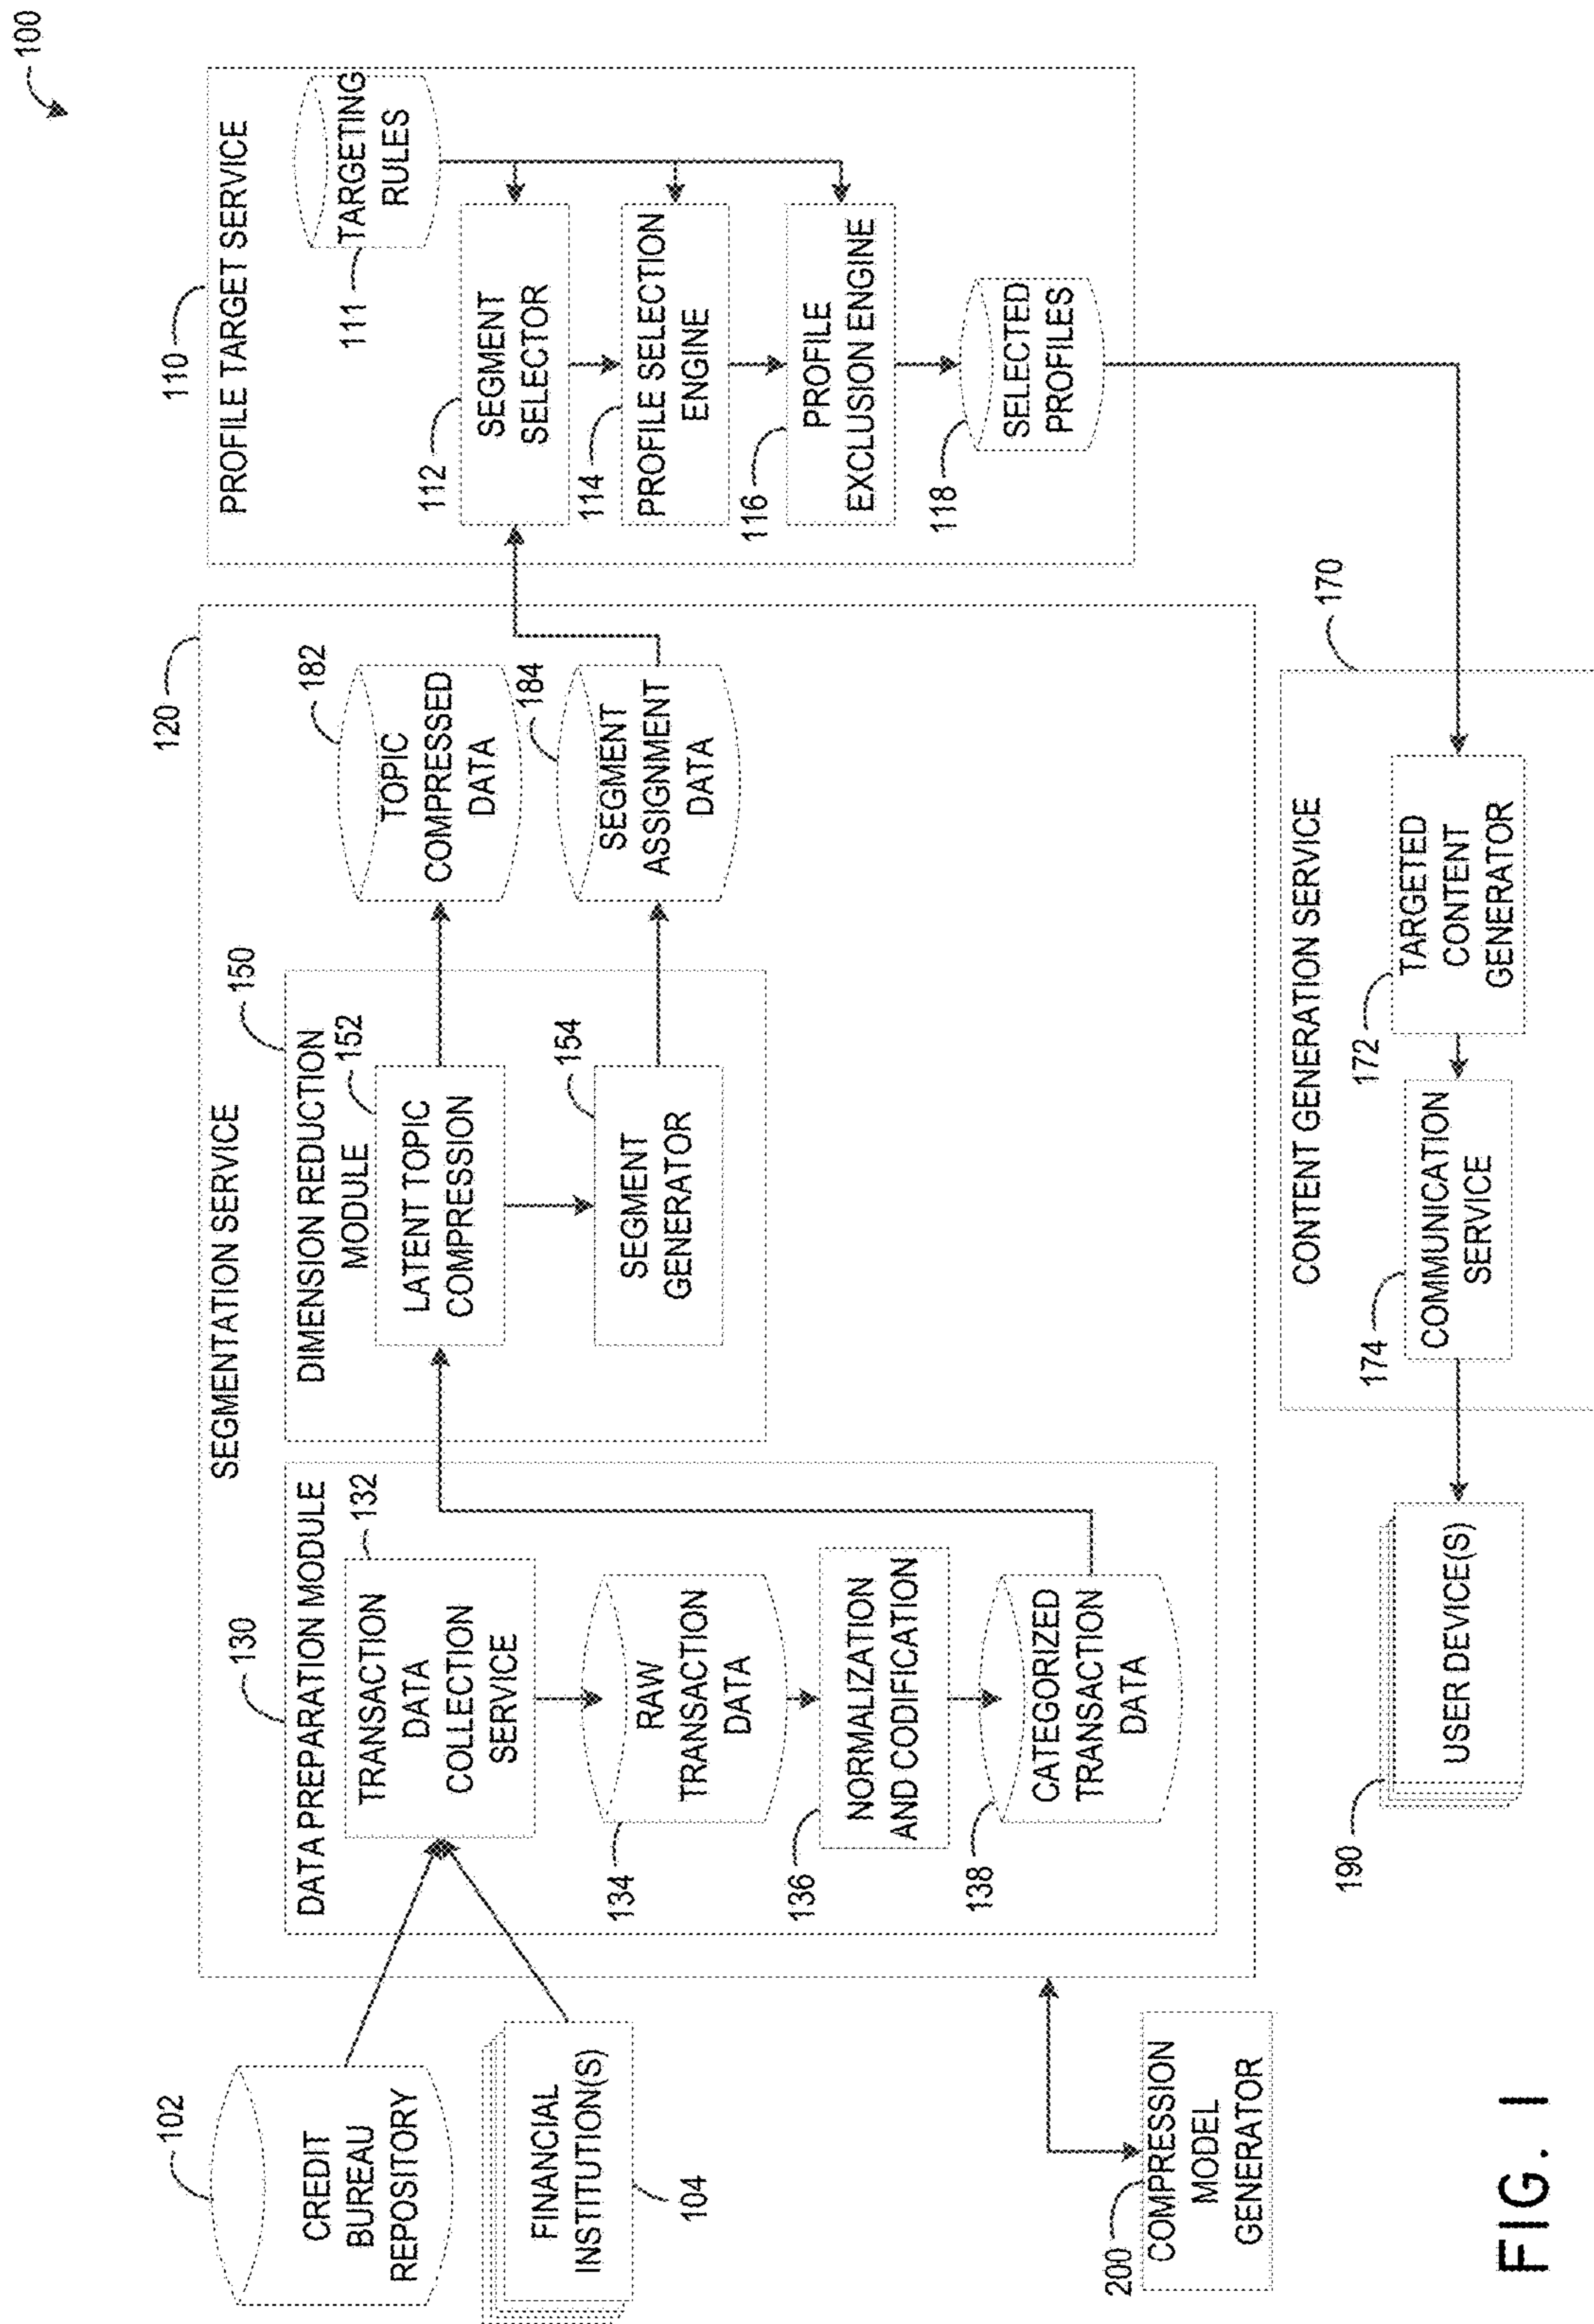 100
102
CREDIT
BUREAU
REPOSITORY
FINANCIAL
INSTITUTION(S)
104
120
SEGMENTATION SERVICE
130
DATA PREPARATION MODULE
132
TRANSACTION
DATA
COLLECTION
SERVICE
134
RAW
TRANSACTION
DATA
136
NORMALIZATION
AND CODIFICATION
138
CATEGORIZED
TRANSACTION
DATA
150
DIMENSION REDUCTION
MODULE
152
LATENT TOPIC
COMPRESSION
154
SEGMENT
GENERATOR
182
TOPIC
COMPRESSED
DATA
184
SEGMENT
ASSIGNMENT
DATA
110
PROFILE TARGET SERVICE
111
TARGETING
RULES
112
SEGMENT
SELECTOR
114
PROFILE SELECTION
ENGINE
116
PROFILE
EXCLUSION ENGINE
118
SELECTED
PROFILES
200
COMPRESSION
MODEL
GENERATOR
190
USER DEVICE(S)
170
CONTENT GENERATION SERVICE
174
COMMUNICATION
SERVICE
172
TARGETED
CONTENT
GENERATOR
FIG. 1